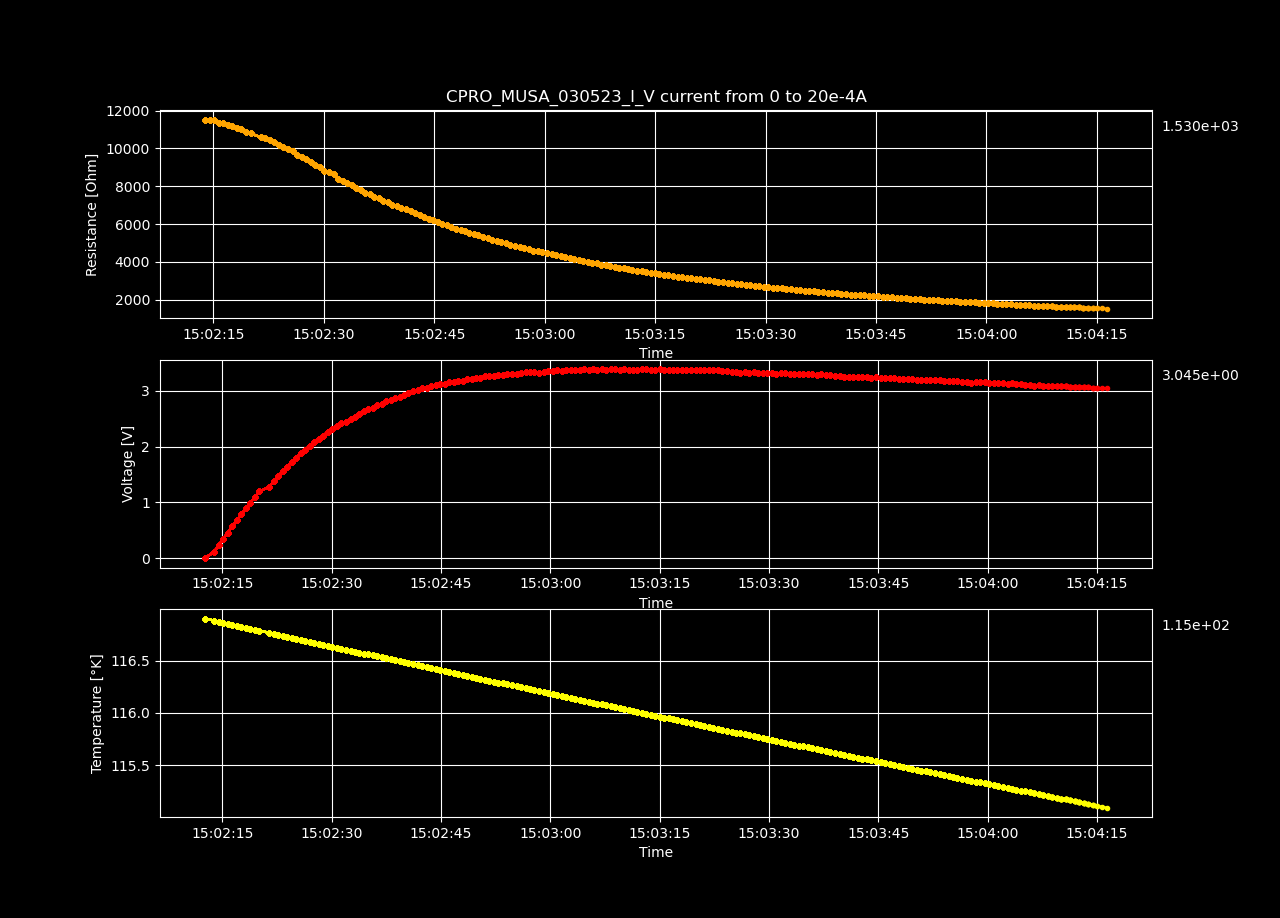 CPRO_MUSA_030523_I_V current from 0 to 20e-4A
12000
10000
8000
6000
4000
2000
Resistance [Ohm]
1.530e+03
15:02:15 15:02:30 15:02:45 15:03:00 15:03:15 15:03:30 15:03:45 15:04:00 15:04:15
Time
3
2
1
0
Voltage [V]
3.045e+00
15:02:15 15:02:30 15:02:45 15:03:00 15:03:15 15:03:30 15:03:45 15:04:00 15:04:15
Time
116.5
116.0
115.5
Temperature [°K]
1.15e+02
15:02:15 15:02:30 15:02:45 15:03:00 15:03:15 15:03:30 15:03:45 15:04:00 15:04:15
Time